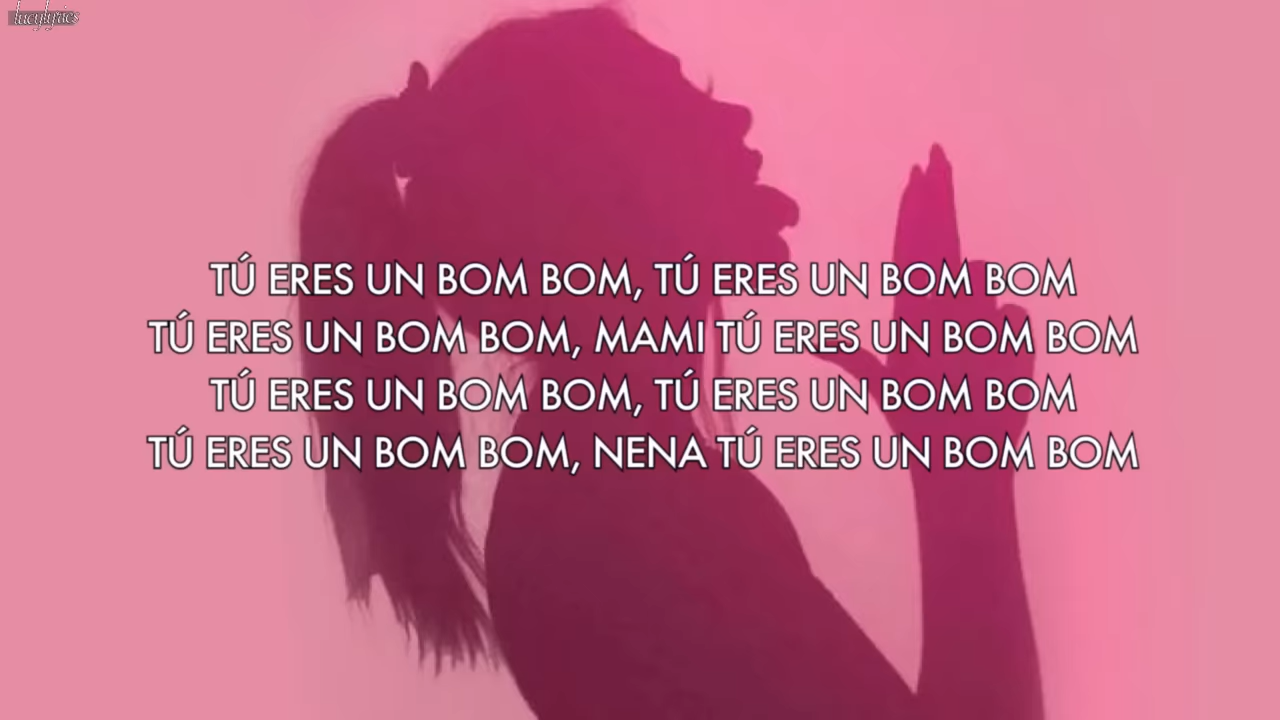 lucylyrics
TÚ ERES UN BOM BOM, TÚ ERES UN BOM BOM
TÚ ERES UN BOM BOM, MAMI TÚ ERES UN BOM BOM
TÚ ERES UN BOM BOM, TÚ ERES UN BOM BOM
TÚ ERES UN BOM BOM, NENA TÚ ERES UN BOM BOM